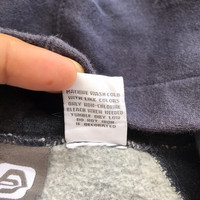 MACHINE WASH COLD
WITH LIKE COLORS
ONLY NON-CHLORINE
BLEACH WHEN NEEDED
TUMBLE DRY LOW
DO NOT IRON
IF DECORATED